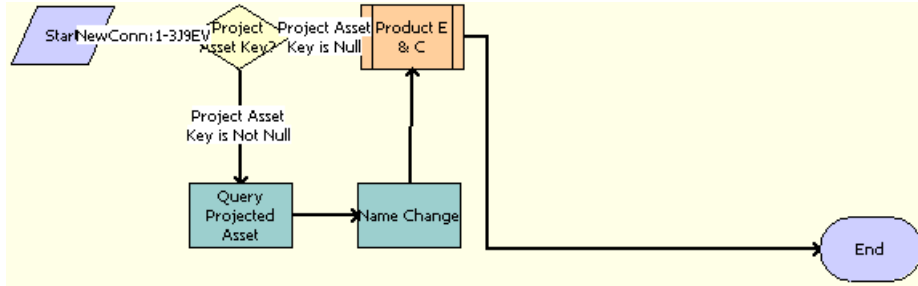 Start
NewConn:1-3J9EV
Project
Asset Key?
Project Asset
Key is Null
Product E
& C
Project Asset
Key is Not Null
Query
Projected
Asset
Name Change
End